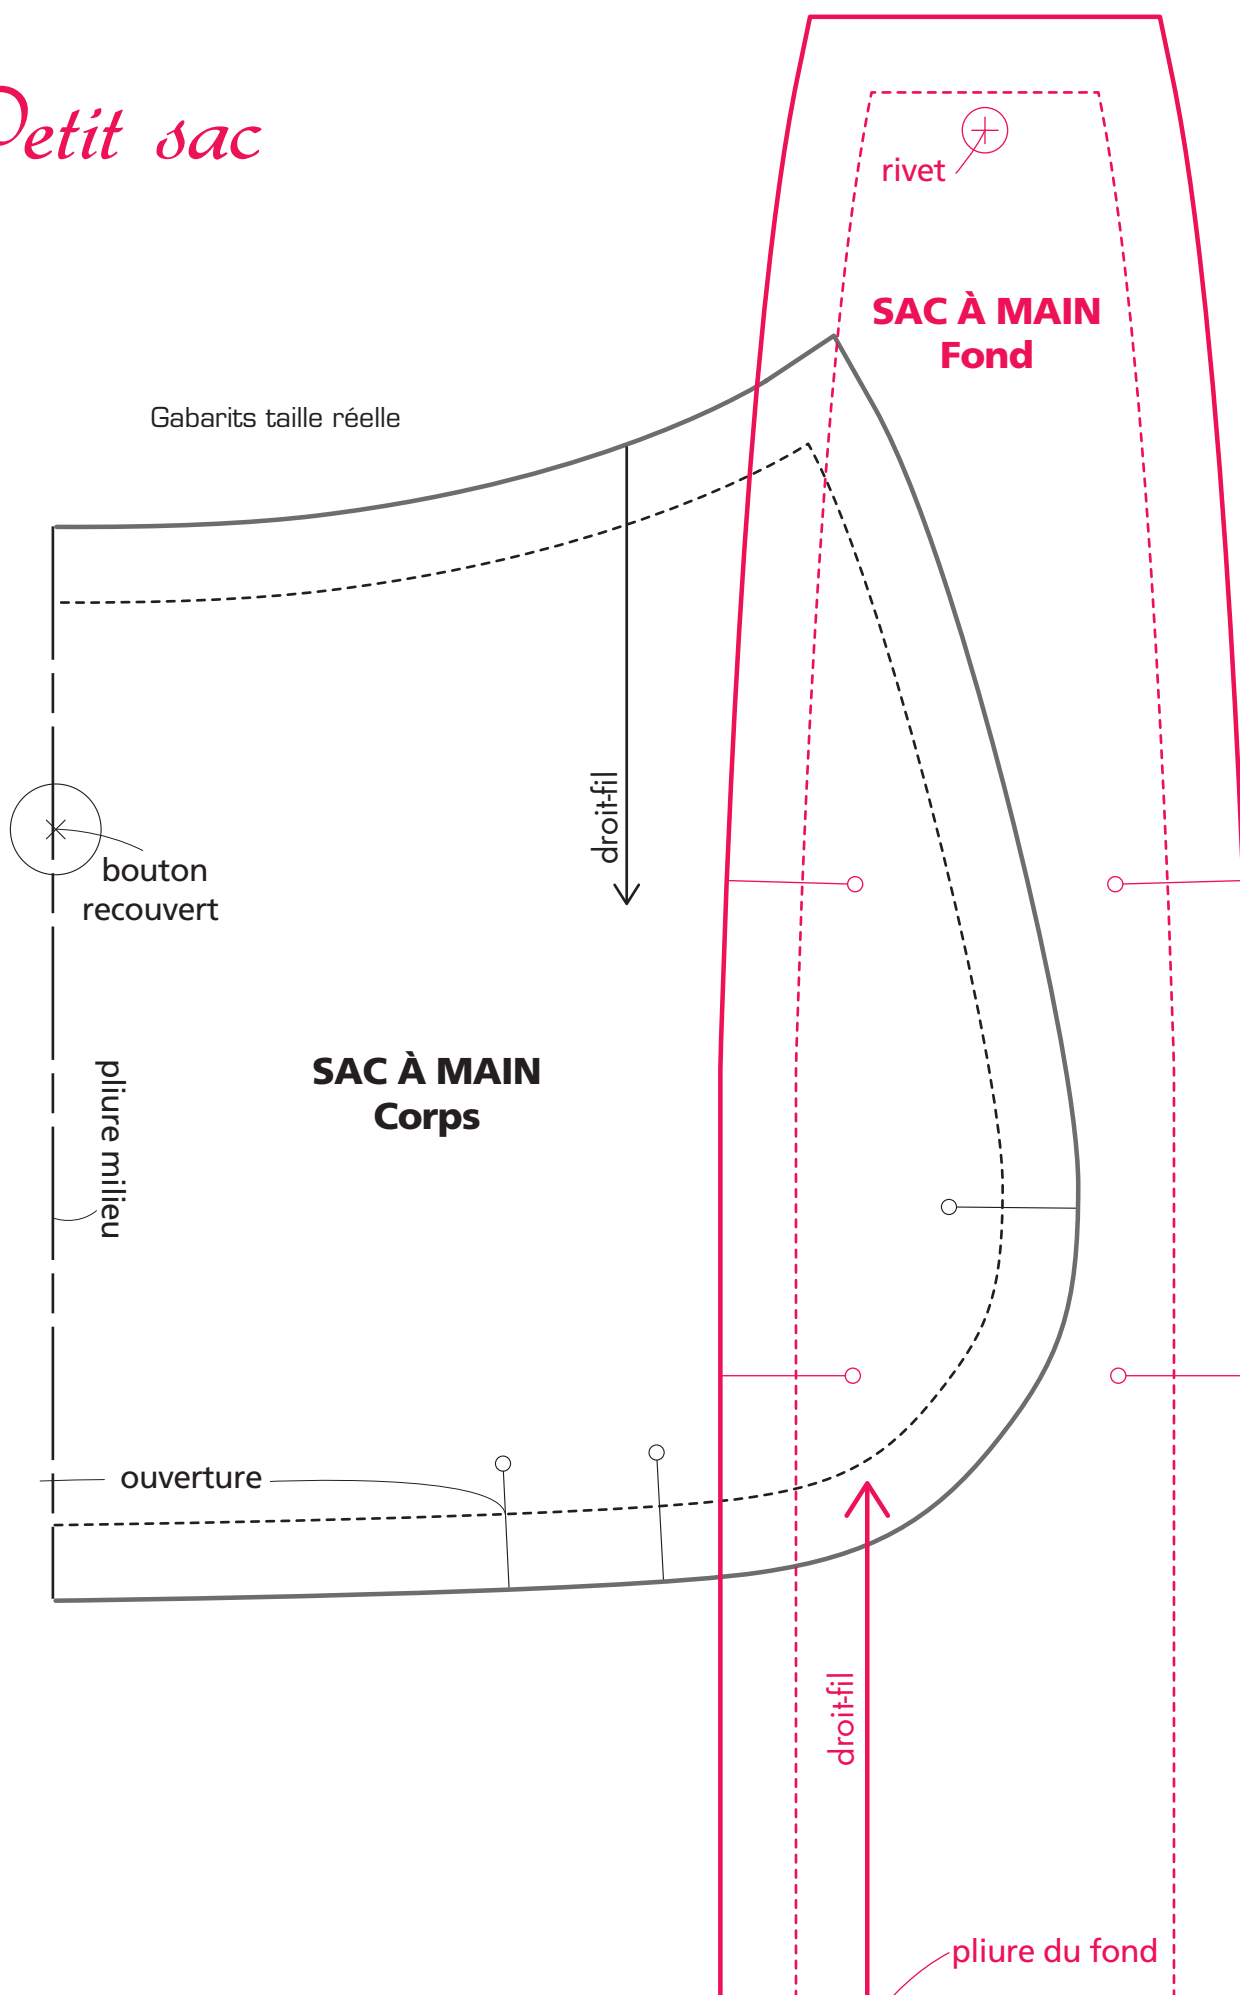 Petit sac
rivet
SAC À MAIN
Fond
Gabarits taille réelle
droit-fil
bouton
recouvert
SAC À MAIN
Corps
pliure milieu
ouverture
droit-fil
pliure du fond